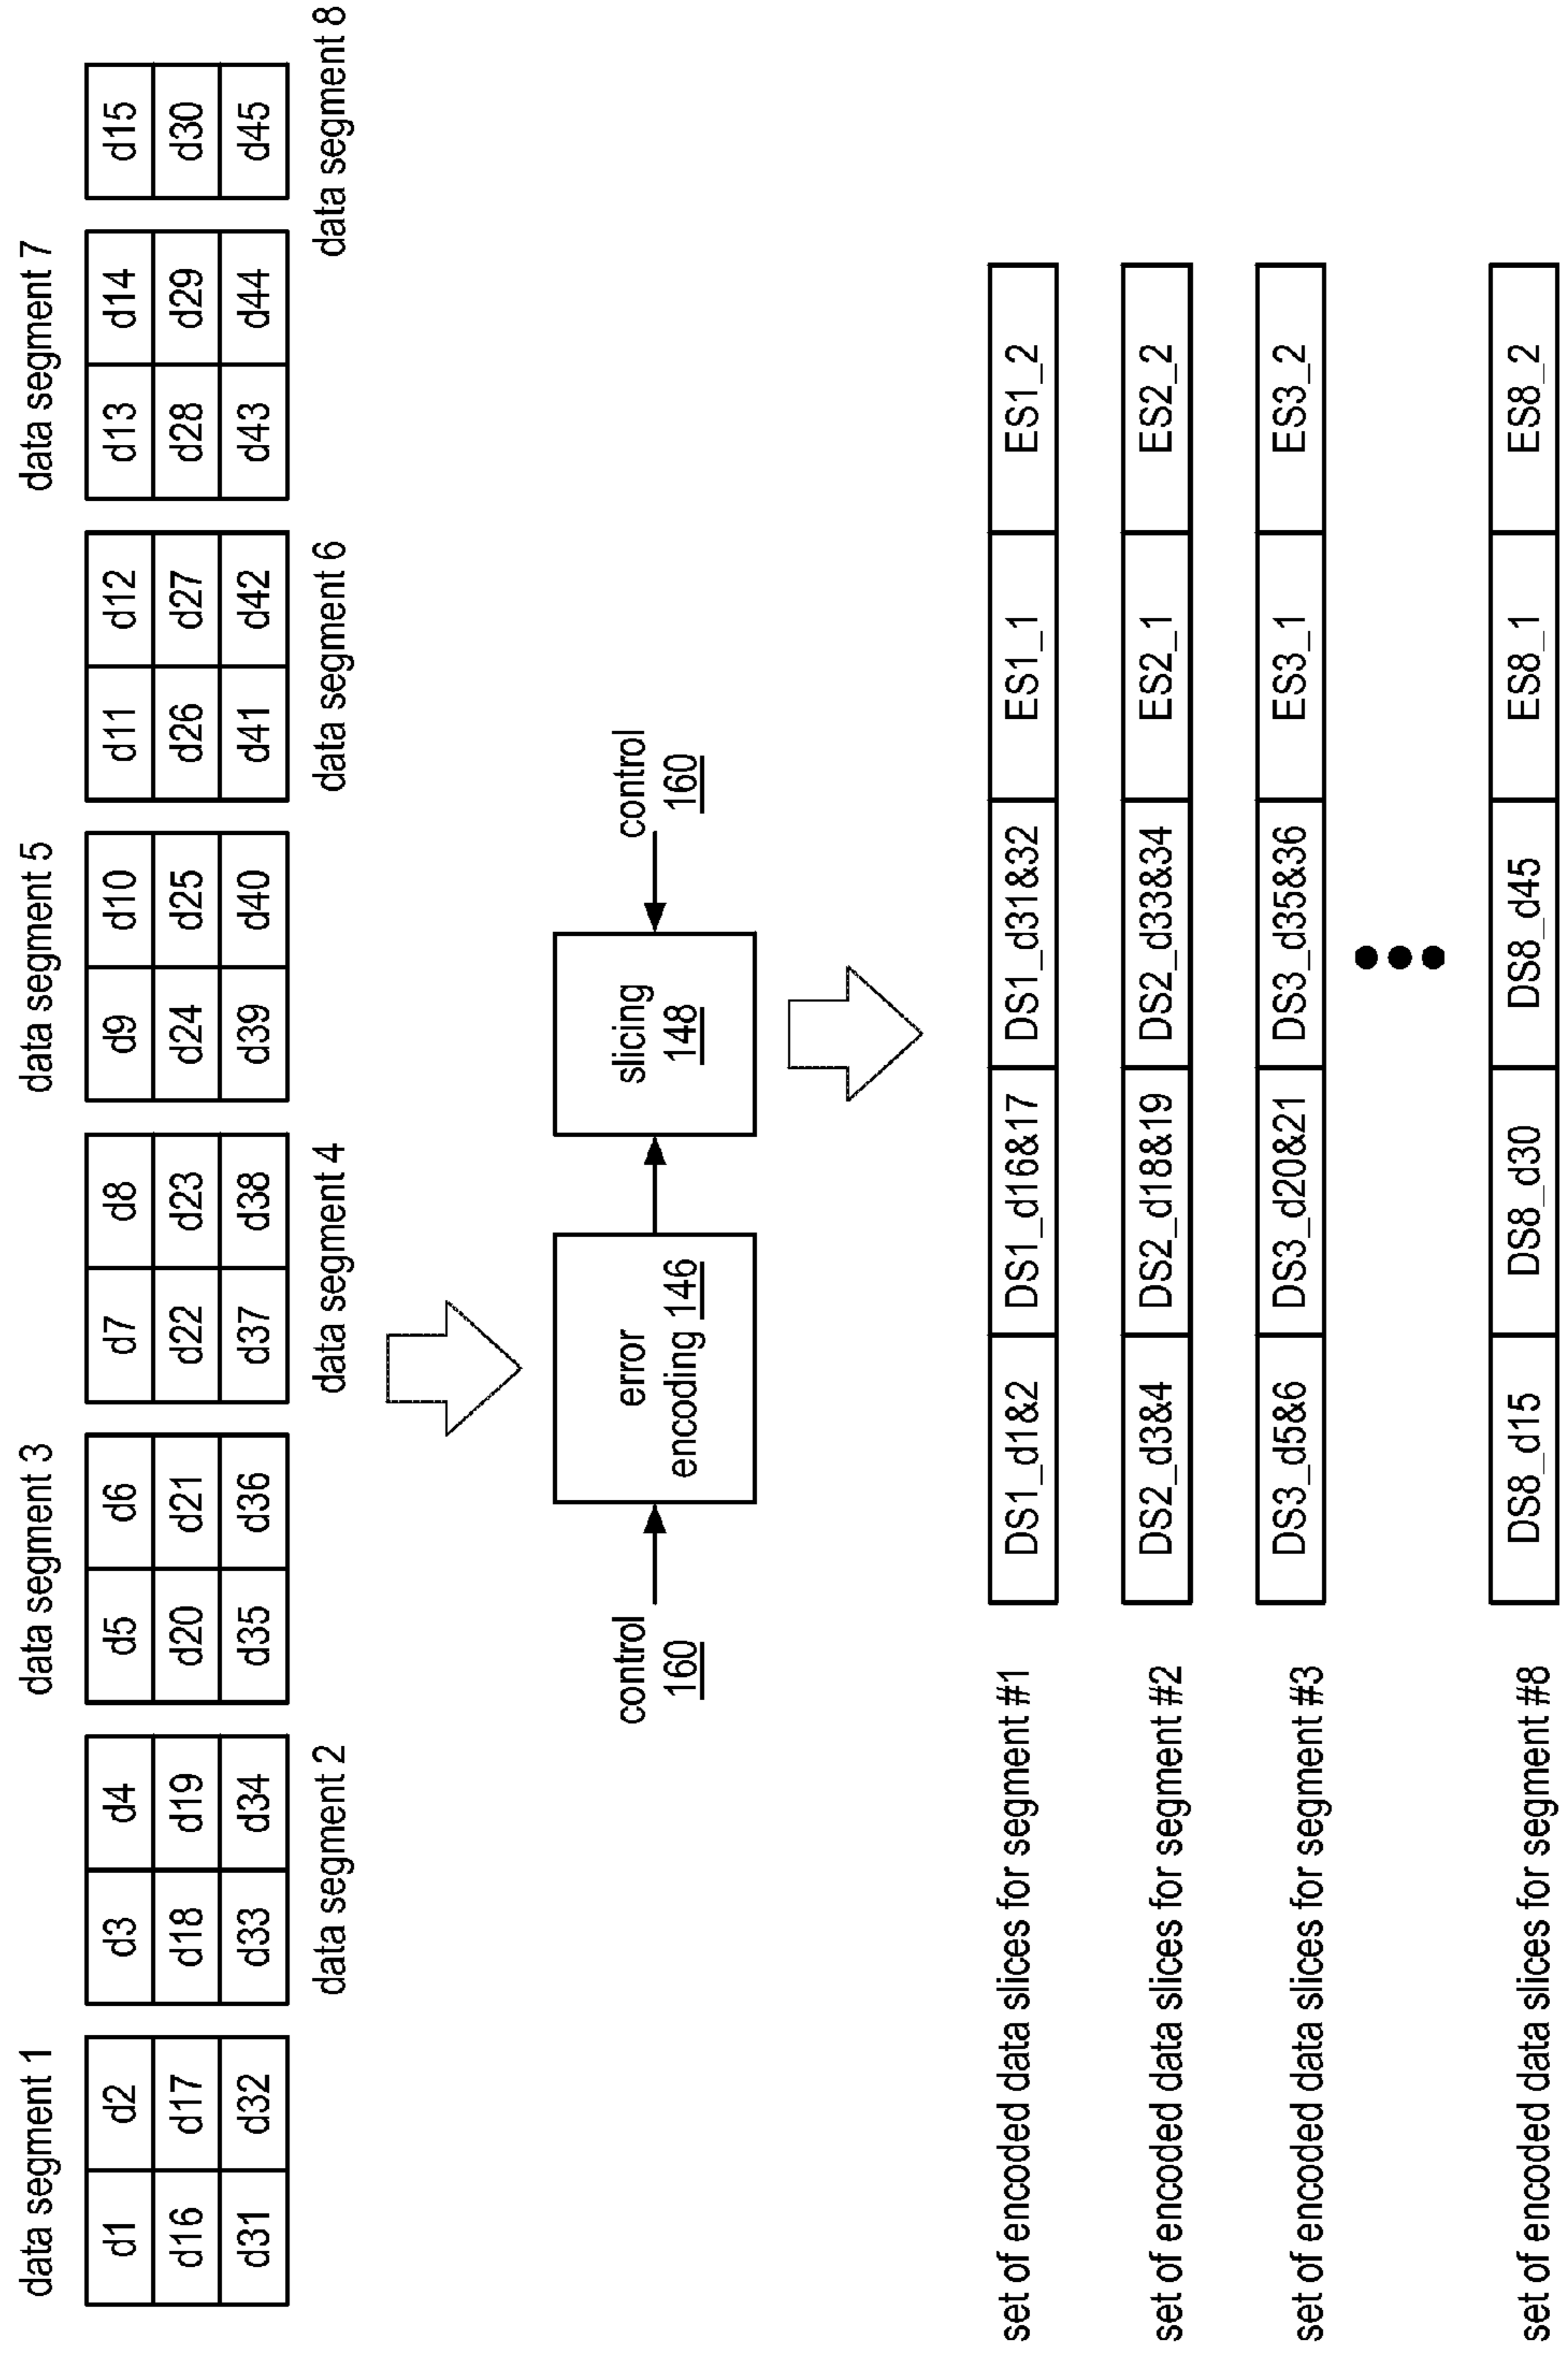 data segment 1
data segment 3
data segment 5
data segment 7
d1 d2 d3 d4 d5 d6 d7 d8 d9 d10 d11 d12 d13 d14 d15
d16 d17 d18 d19 d20 d21 d22 d23 d24 d25 d26 d27 d28 d29 d30
d31 d32 d33 d34 d35 d36 d37 d38 d39 d40 d41 d42 d43 d44 d45
data segment 2
data segment 4
data segment 6
data segment 8
control
160
error
encoding 146
slicing
148
control
160
set of encoded data slices for segment #1 DS1_d1&2 DS1_d16&17 DS1_d31&32 ES1_1 ES1_2
set of encoded data slices for segment #2 DS2_d3&4 DS2_d18&19 DS2_d33&34 ES2_1 ES2_2
set of encoded data slices for segment #3 DS3_d5&6 DS3_d20&21 DS3_d35&36 ES3_1 ES3_2
set of encoded data slices for segment #8 DS8_d15 DS8_d30 DS8_d45 ES8_1 ES8_2